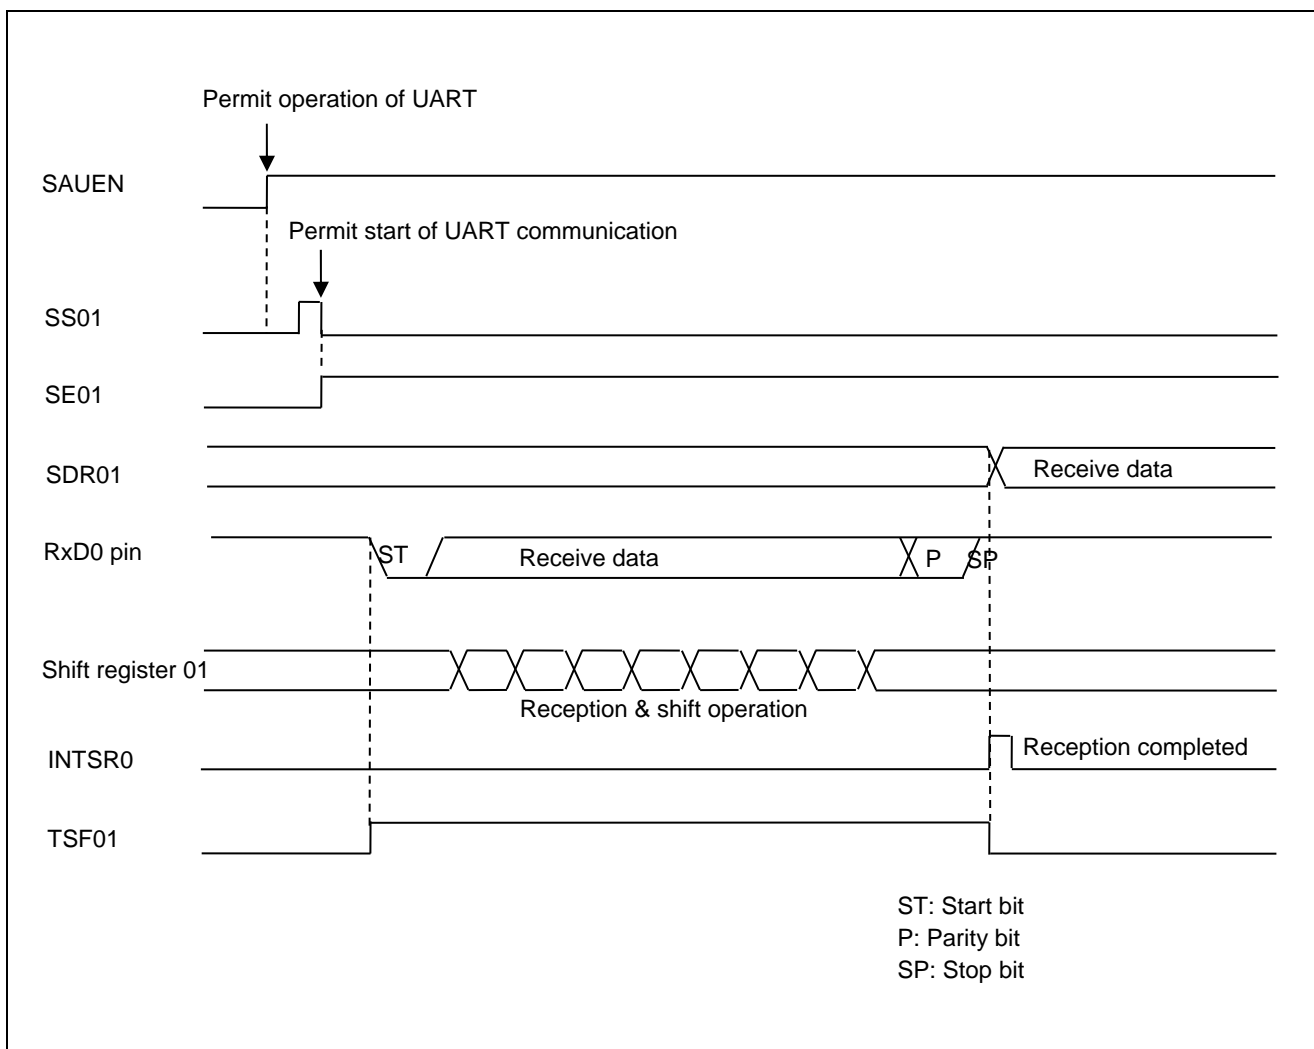 Permit operation of UART
SAUEN
Permit start of UART communication
SS01
SE01
SDR01
Receive data
RxD0 pin
ST
Receive data
P
SP
Shift register 01
Reception & shift operation
INTSR0
Reception completed
TSF01
ST: Start bit
P: Parity bit
SP: Stop bit